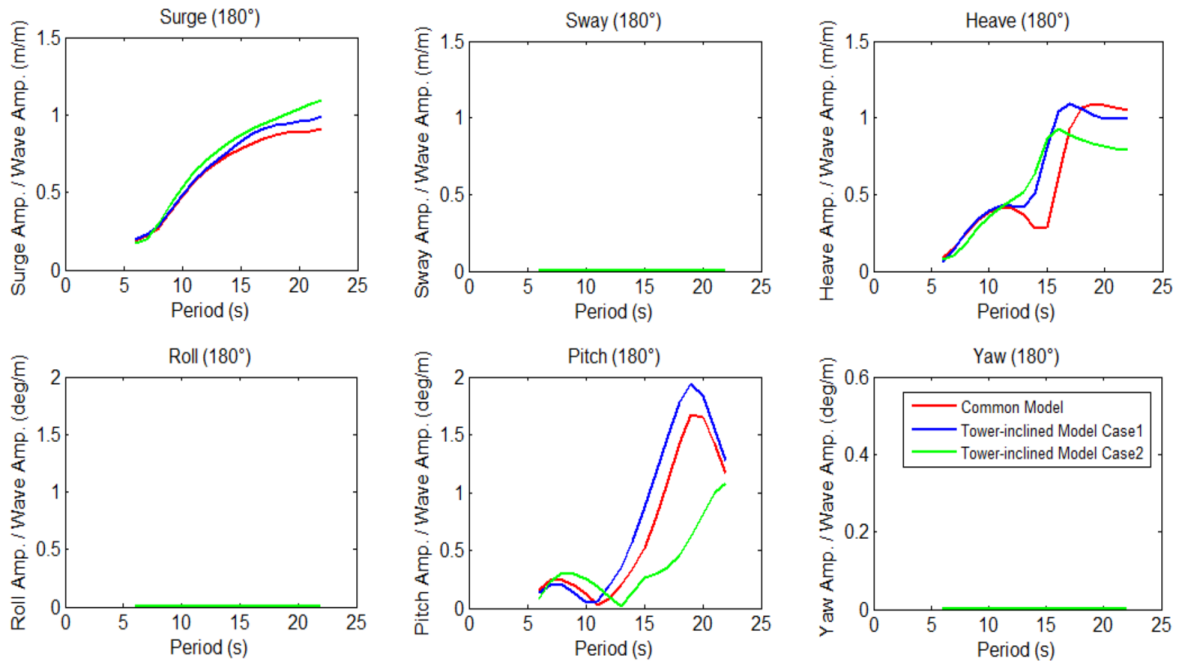 Surge (180°)
Surge Amp. / Wave Amp. (m/m)
1.5
1
0.5
0
0 5 10 15 20 25
Period (s)
Sway (180°)
Sway Amp. / Wave Amp. (m/m)
1.5
1
0.5
0
0 5 10 15 20 25
Period (s)
Heave (180°)
Heave Amp. / Wave Amp. (m/m)
1.5
1
0.5
0
0 5 10 15 20 25
Period (s)
Roll (180°)
Roll Amp. / Wave Amp. (deg/m)
2
1.5
1
0.5
0
0 5 10 15 20 25
Period (s)
Pitch (180°)
Pitch Amp. / Wave Amp. (deg/m)
2
1.5
1
0.5
0
0 5 10 15 20 25
Period (s)
Yaw (180°)
Yaw Amp. / Wave Amp. (deg/m)
0.6
0.4
0.2
0
0 5 10 15 20 25
Period (s)
Common Model
Tower-inclined Model Case1
Tower-inclined Model Case2